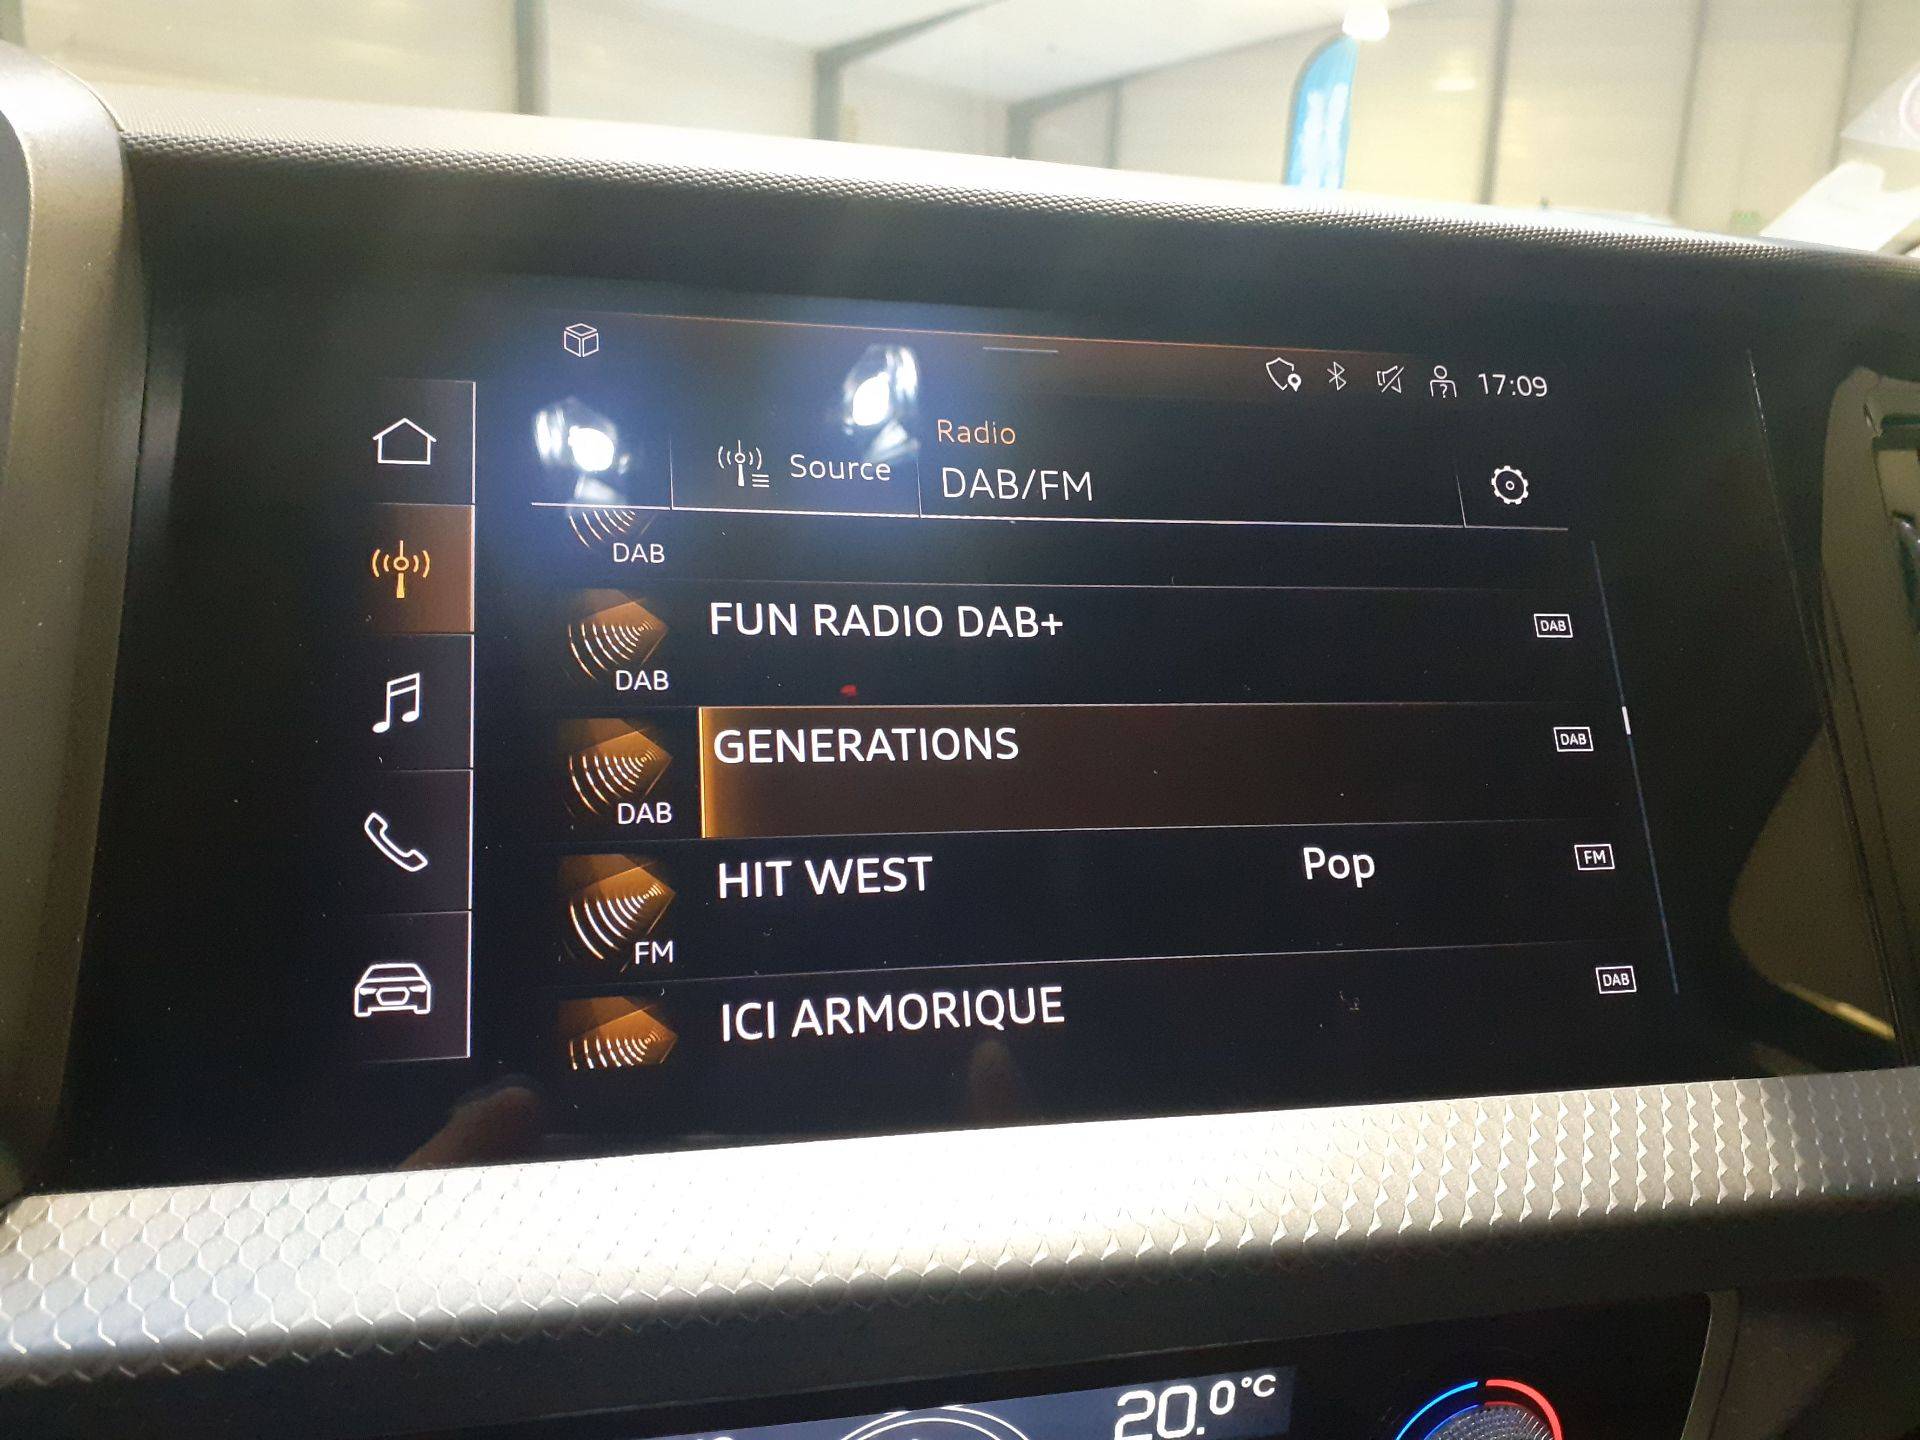 17:09
Radio
Source
DAB/FM
DAB
FUN RADIO DAB+
DAB
DAB
GENERATIONS
DAB
DAB
HIT WEST
Pop
FM
FM
ICI ARMORIQUE
DAB
20.0°C